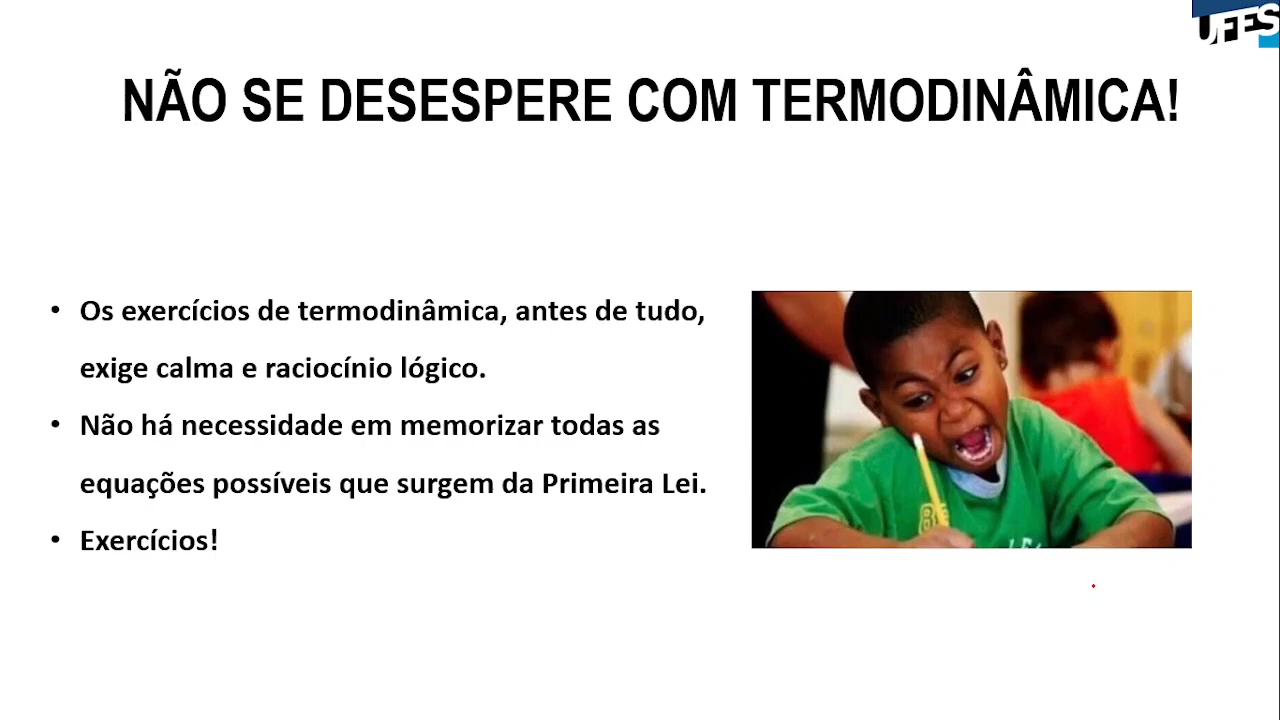 UFES
NÃO SE DESESPERE COM TERMODINÂMICA!
• Os exercícios de termodinâmica, antes de tudo,
exige calma e raciocínio lógico.
• Não há necessidade em memorizar todas as
equações possíveis que surgem da Primeira Lei.
• Exercícios!